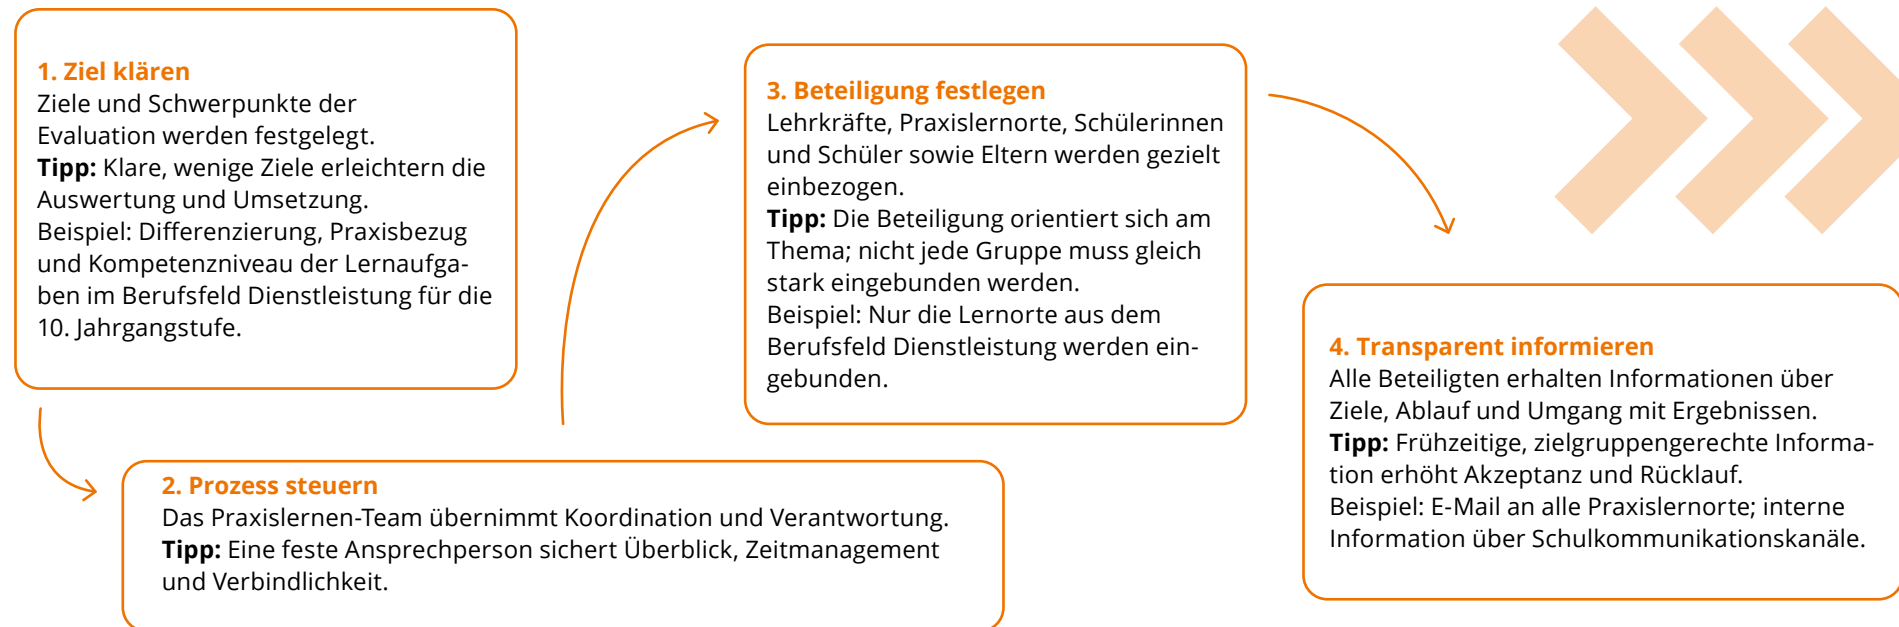 1. Ziel klären
Ziele und Schwerpunkte der
Evaluation werden festgelegt.
Tipp: Klare, wenige Ziele erleichtern die
Auswertung und Umsetzung.
Beispiel: Differenzierung, Praxisbezug
und Kompetenzniveau der Lernaufga-
ben im Berufsfeld Dienstleistung für die
10. Jahrgangstufe.
2. Prozess steuern
Das Praxislernen-Team übernimmt Koordination und Verantwortung.
Tipp: Eine feste Ansprechperson sichert Überblick, Zeitmanagement
und Verbindlichkeit.
3. Beteiligung festlegen
Lehrkräfte, Praxislernorte, Schülerinnen
und Schüler sowie Eltern werden gezielt
einbezogen.
Tipp: Die Beteiligung orientiert sich am
Thema; nicht jede Gruppe muss gleich
stark eingebunden werden.
Beispiel: Nur die Lernorte aus dem
Berufsfeld Dienstleistung werden ein-
gebunden.
4. Transparent informieren
Alle Beteiligten erhalten Informationen über
Ziele, Ablauf und Umgang mit Ergebnissen.
Tipp: Frühzeitige, zielgruppengerechte Informa-
tion erhöht Akzeptanz und Rücklauf.
Beispiel: E-Mail an alle Praxislernorte; interne
Information über Schulkommunikationskanäle.